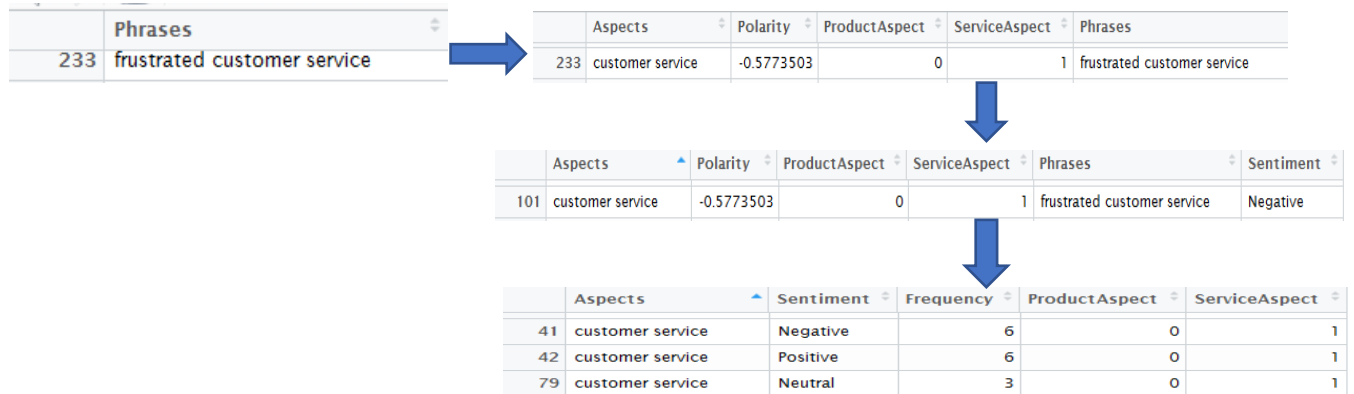 Phrases
233 frustrated customer service
Aspects Polarity ProductAspect ServiceAspect Phrases
233 customer service -0.5773503 0 1 frustrated customer service
Aspects Polarity ProductAspect ServiceAspect Phrases Sentiment
101 customer service -0.5773503 0 1 frustrated customer service Negative
Aspects Sentiment Frequency ProductAspect ServiceAspect
41 customer service Negative 6 0 1
42 customer service Positive 6 0 1
79 customer service Neutral 3 0 1